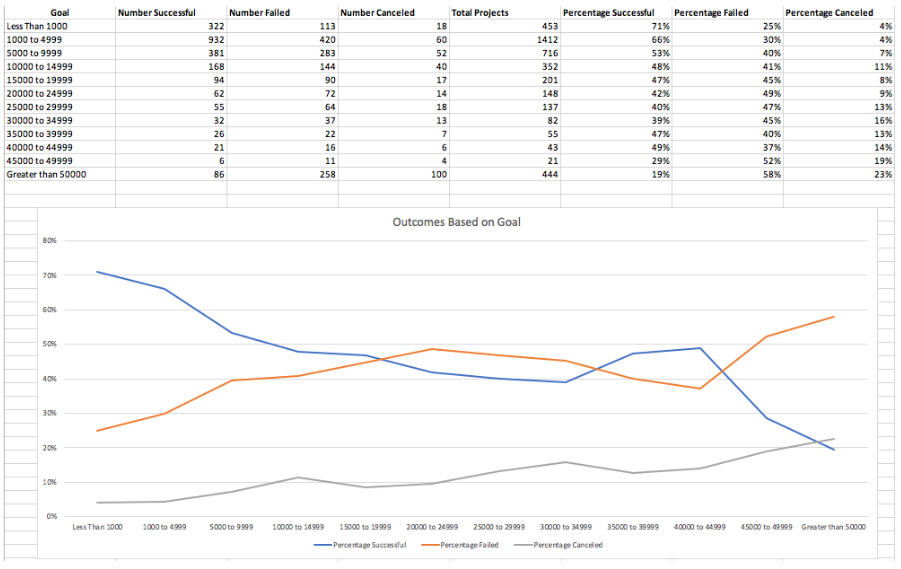 Goal Number Successful Number Failed Number Canceled Total Projects Percentage Successful Percentage Failed Percentage Canceled
Less Than 1000 322 113 18 453 71% 25% 4%
1000 to 4999 932 420 60 1412 66% 30% 4%
5000 to 9999 381 283 52 716 53% 40% 7%
10000 to 14999 168 144 40 352 48% 41% 11%
15000 to 19999 94 90 17 201 47% 45% 8%
20000 to 24999 62 72 14 148 42% 49% 9%
25000 to 29999 55 64 18 137 40% 47% 13%
30000 to 34999 32 37 13 82 39% 45% 16%
35000 to 39999 26 22 7 55 47% 40% 13%
40000 to 44999 21 16 6 43 49% 37% 14%
45000 to 49999 6 11 4 21 29% 52% 19%
Greater than 50000 86 258 100 444 19% 58% 23%
Outcomes Based on Goal
80%
70%
60%
50%
40%
30%
20%
10%
0%
Less Than 1000 1000 to 4999 5000 to 9999 10000 to 14999 15000 to 19999 20000 to 24999 25000 to 29999 30000 to 34999 35000 to 39999 40000 to 44999 45000 to 49999 Greater than 50000
Percentage Successful Percentage Failed Percentage Canceled